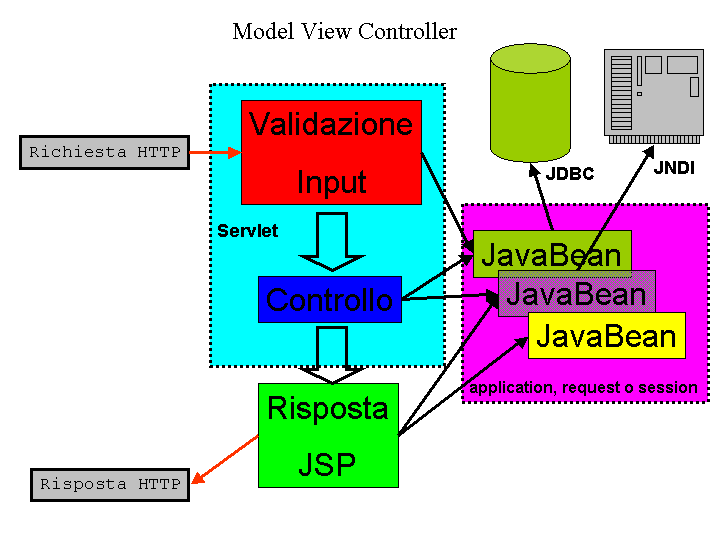 Model View Controller
Validazione
Richiesta HTTP
Input
JDBC
JNDI
Servlet
JavaBean
Controllo
JavaBean
JavaBean
application, request o session
Risposta
JSP
Risposta HTTP